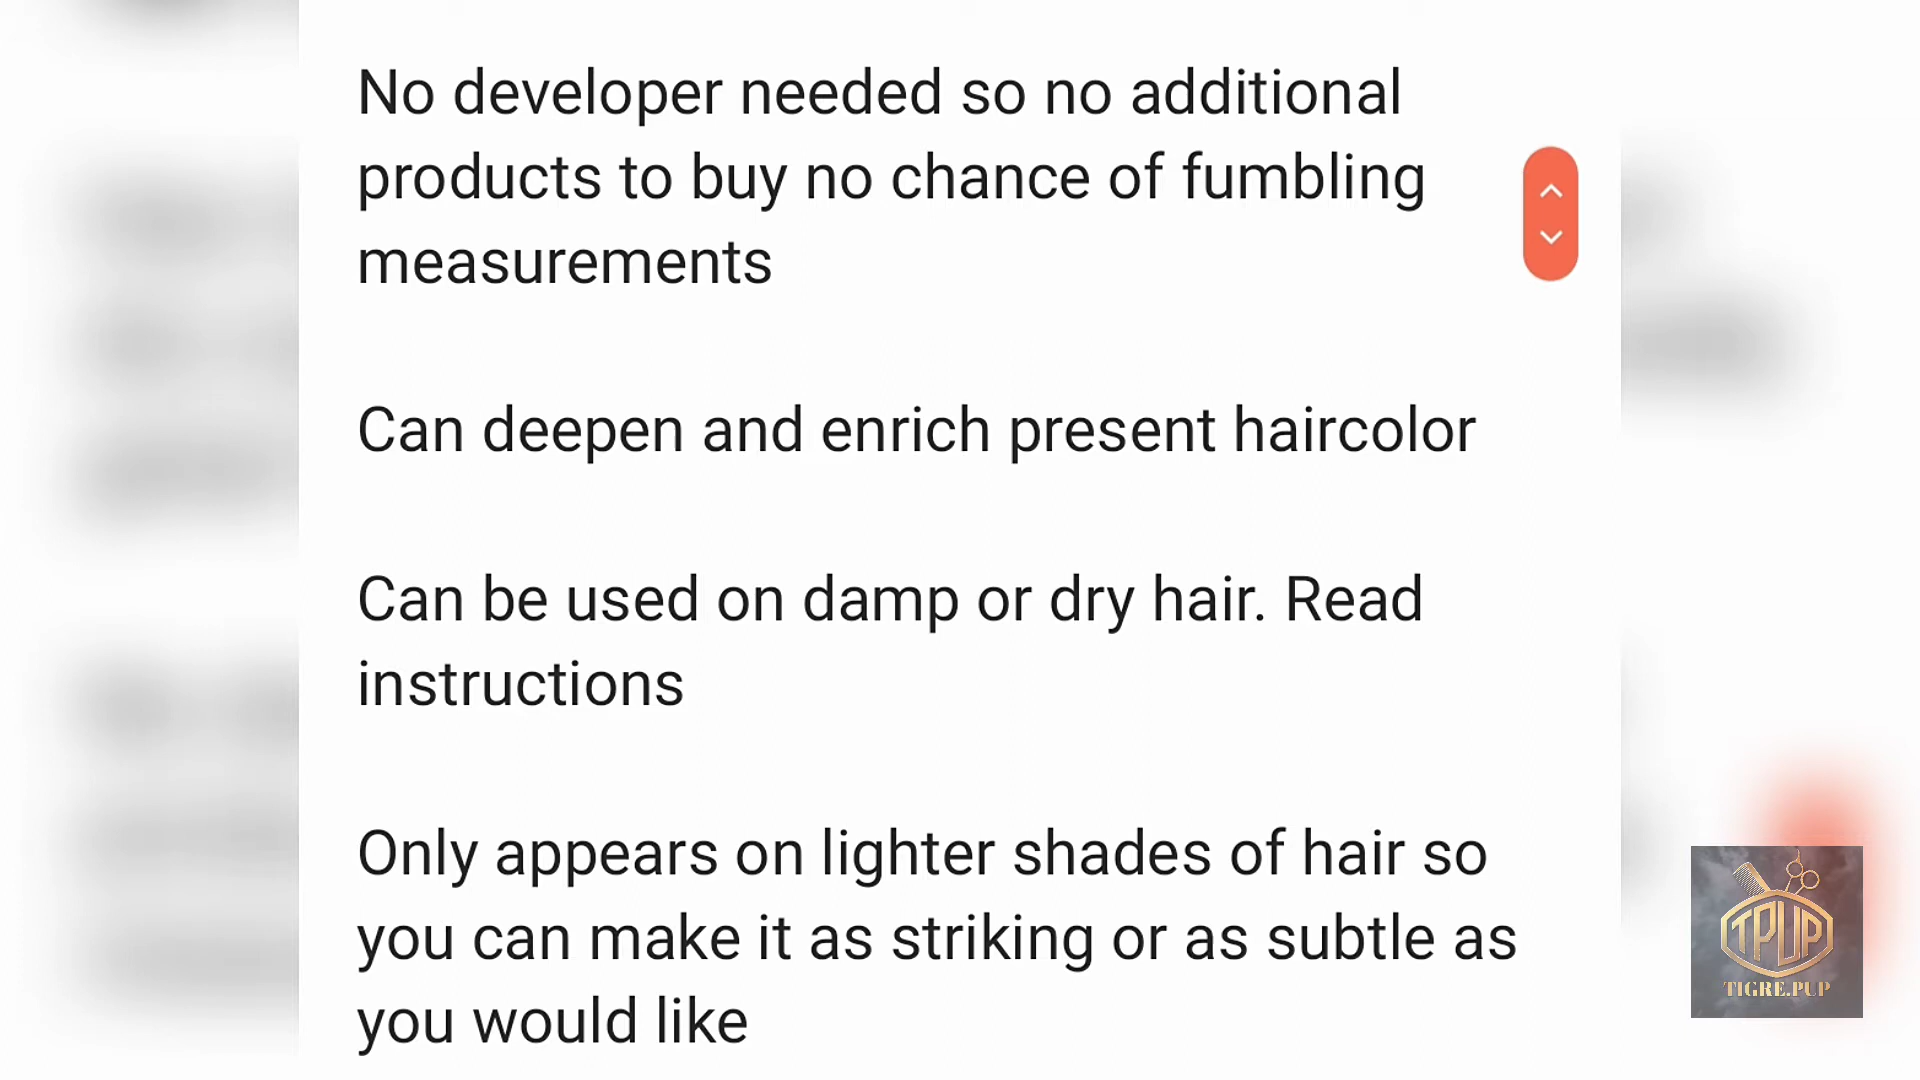 No developer needed so no additional
products to buy no chance of fumbling
measurements
Can deepen and enrich present haircolor
Can be used on damp or dry hair. Read
instructions
Only appears on lighter shades of hair so
you can make it as striking or as subtle as
you would like
TPUP
TIGRE.PUP